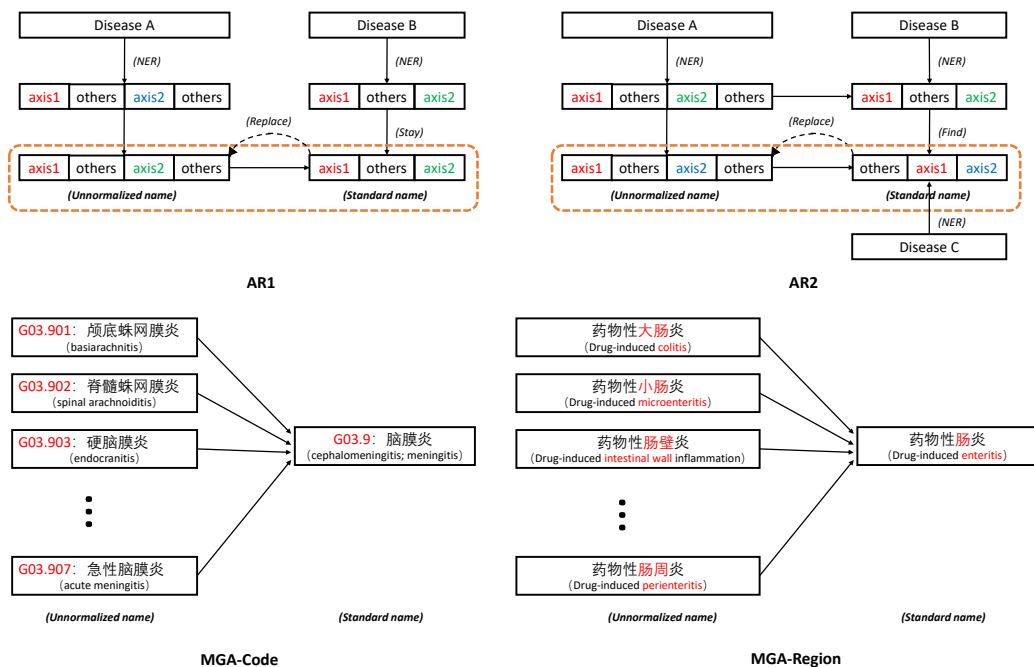 Disease A
Disease B
(NER)
(NER)
axis1 others axis2 others
axis1 others axis2
(Replace)
(Stay)
axis1 others axis2 others
axis1 others axis2
(Unnormalized name)
(Standard name)
AR1
Disease A
Disease B
(NER)
(NER)
axis1 others axis2 others
axis1 others axis2
(Replace)
(Find)
axis1 others axis2 others
others axis1 axis2
(Unnormalized name)
(Standard name)
(NER)
Disease C
AR2
G03.901：颅底蛛网膜炎
(basiarachnitis)
G03.902：脊髓蛛网膜炎
(spinal arachnoiditis)
G03.903：硬脑膜炎
(endocranitis)
G03.907：急性脑膜炎
(acute meningitis)
G03.9：脑膜炎
(cephalomeningitis; meningitis)
(Unnormalized name)
(Standard name)
MGA-Code
药物性大肠炎
(Drug-induced colitis)
药物性小肠炎
(Drug-induced microenteritis)
药物性肠壁炎
(Drug-induced intestinal wall inflammation)
药物性肠周炎
(Drug-induced perienteritis)
药物性肠炎
(Drug-induced enteritis)
(Unnormalized name)
(Standard name)
MGA-Region